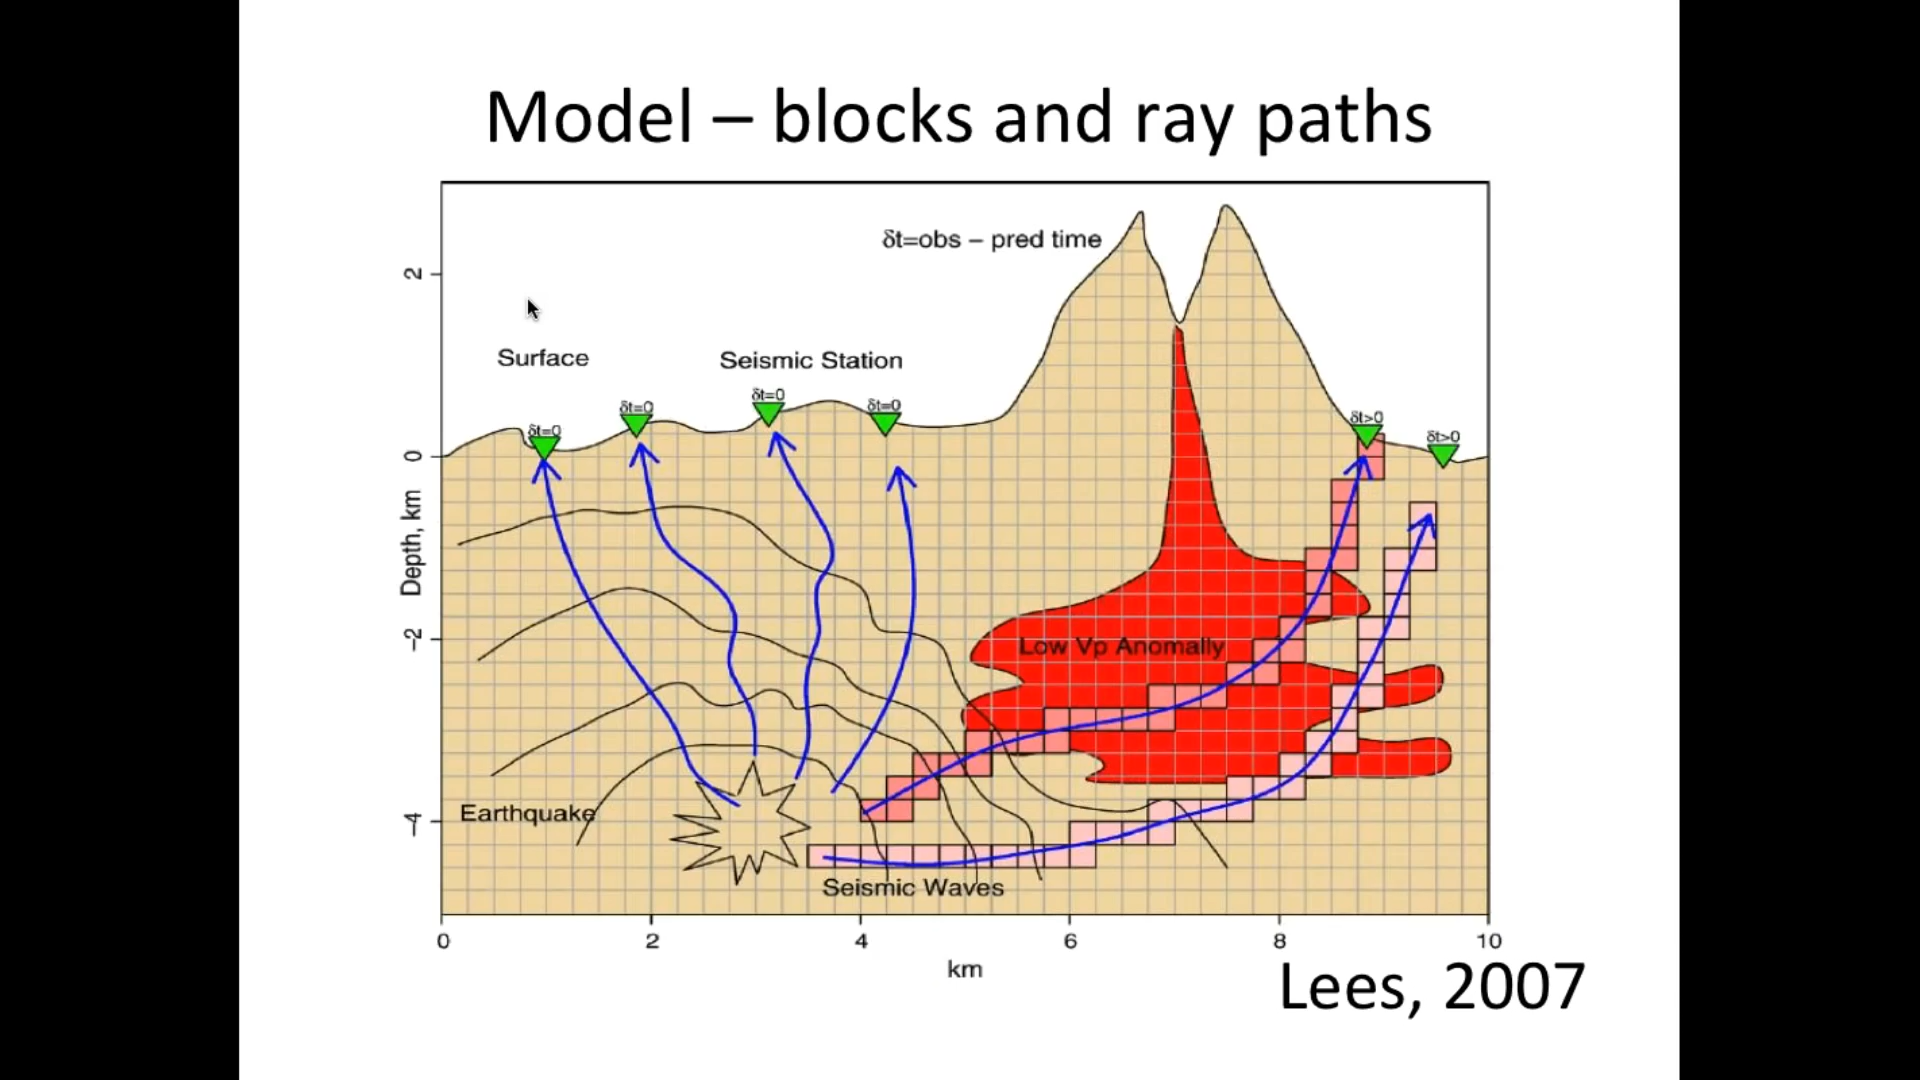 Model – blocks and ray paths
δt=obs – pred time
Surface
Seismic Station
δt=0
δt=0
δt=0
δt=0
δt>0
δt>0
2
0
−2
−4
Depth, km
Low Vp Anomally
Earthquake
Seismic Waves
0 2 4 6 8 10
km
Lees, 2007